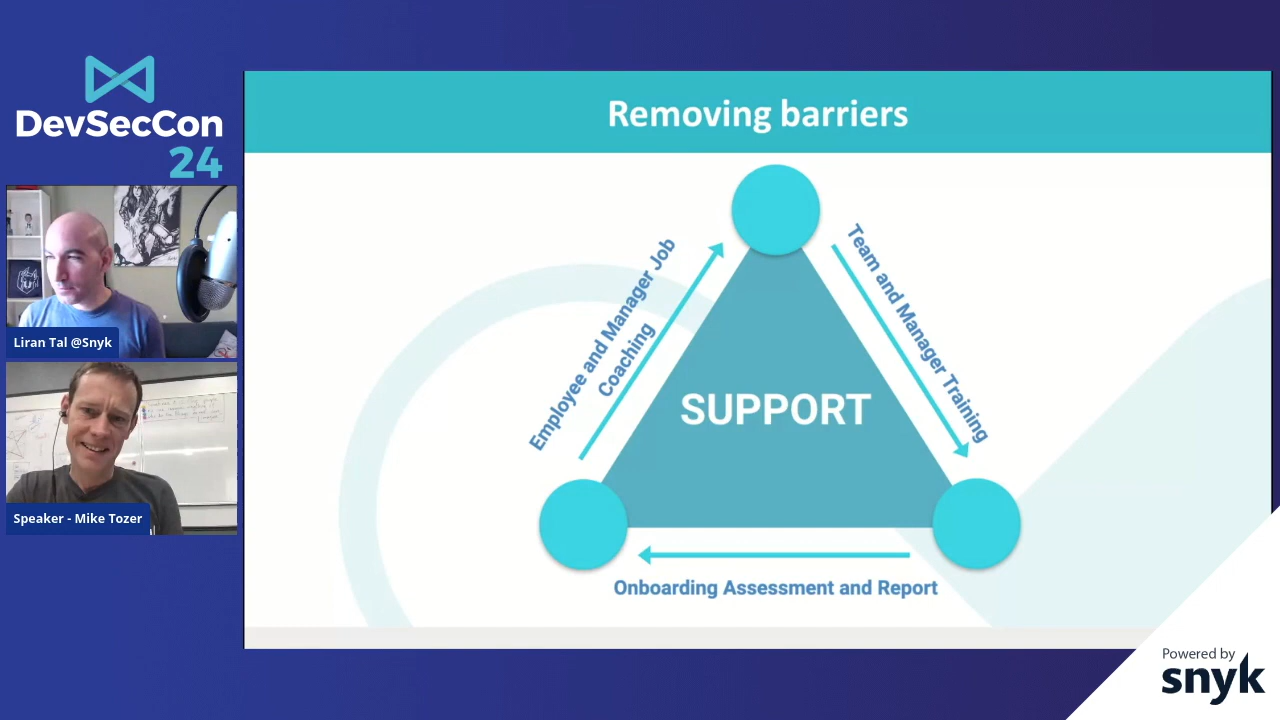 DevSecCon
24
Liran Tal @Snyk
Speaker - Mike Tozer
Removing barriers
Employee and Manager Job
Coaching
Team and Manager Training
SUPPORT
Onboarding Assessment and Report
Powered by
snyk